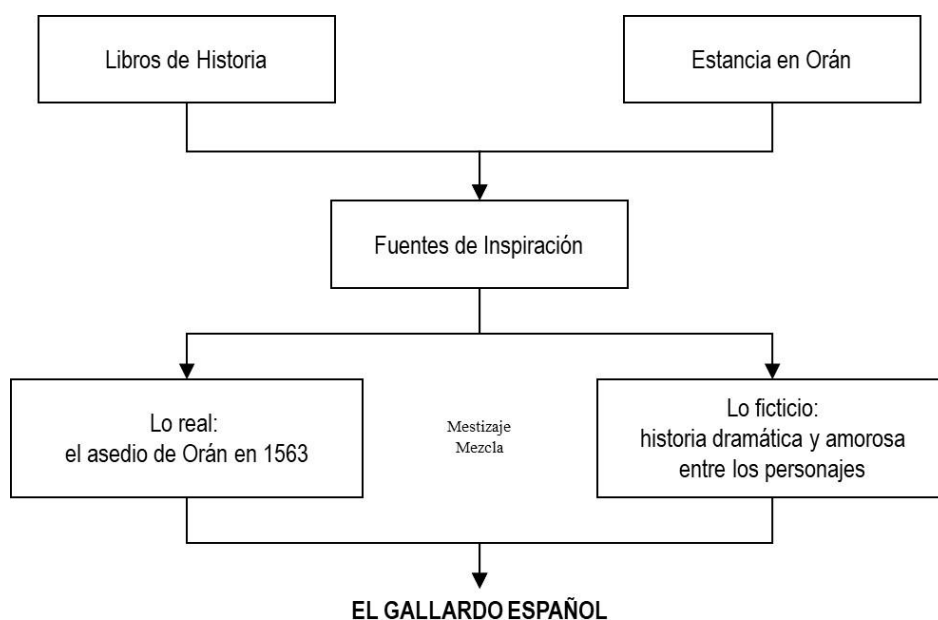 Libros de Historia
Estancia en Orán
Fuentes de Inspiración
Lo real:
el asedio de Orán en 1563
Mestizaje
Mezcla
Lo ficticio:
historia dramática y amorosa
entre los personajes
EL GALLARDO ESPAÑOL